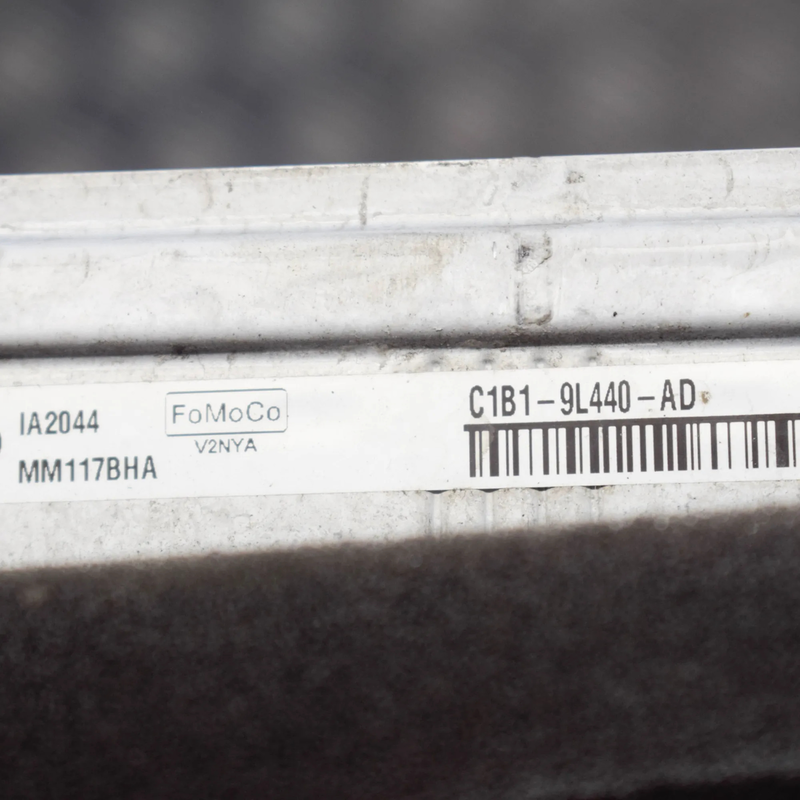 IA2044
MM117BHA
FoMoCo
V2NYA
C1B1-9L440-AD